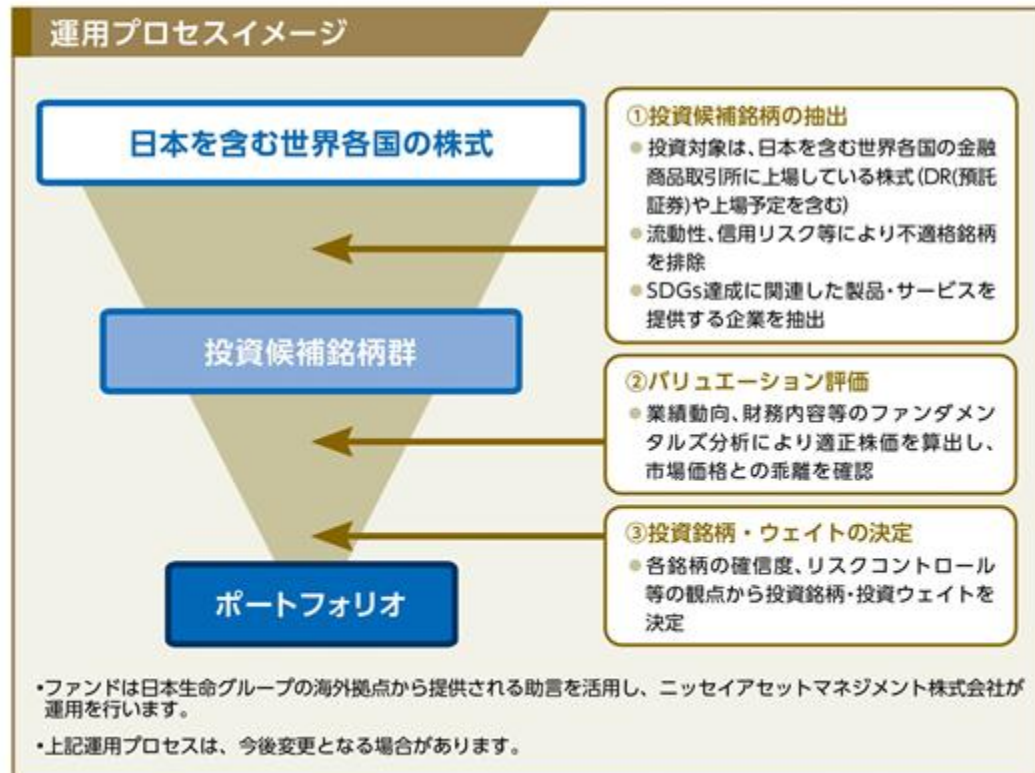 運用プロセスイメージ
日本を含む世界各国の株式
①投資候補銘柄の抽出
●投資対象は、日本を含む世界各国の金融
商品取引所に上場している株式(DR(預託
証券)や上場予定を含む)
●流動性、信用リスク等により不適格銘柄
を排除
●SDGs達成に関連した製品・サービスを
提供する企業を抽出
投資候補銘柄群
②バリュエーション評価
●業績動向、財務内容等のファンダメン
タルズ分析により適正株価を算出し、
市場価格との乖離を確認
③投資銘柄・ウェイトの決定
●各銘柄の確信度、リスクコントロール
等の観点から投資銘柄・投資ウェイトを
決定
ポートフォリオ
•ファンドは日本生命グループの海外拠点から提供される助言を活用し、ニッセイアセットマネジメント株式会社が
運用を行います。
•上記運用プロセスは、今後変更となる場合があります。